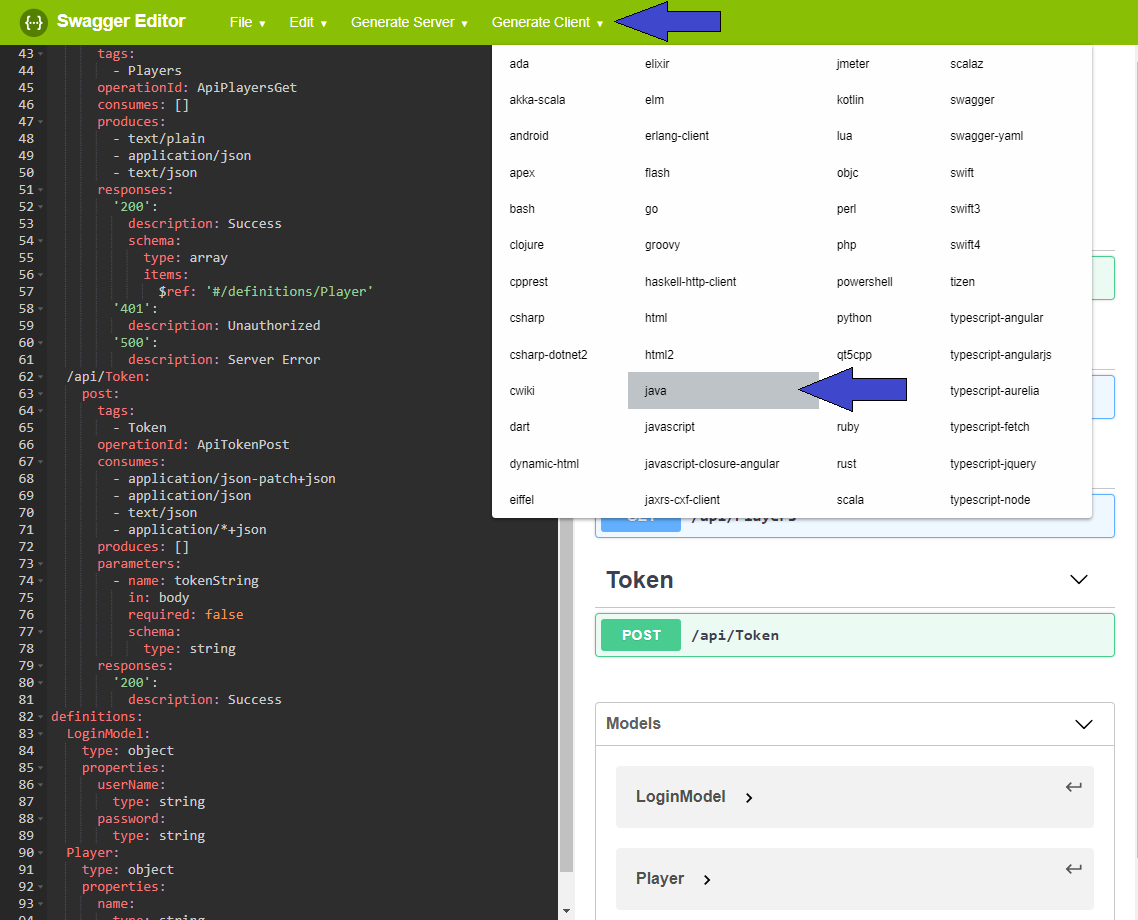 {···} Swagger Editor File Edit Generate Server Generate Client
43 tags:
44 - Players
45 operationId: ApiPlayersGet
46 consumes: []
47 produces:
48 - text/plain
49 - application/json
50 - text/json
51 responses:
52 '200':
53 description: Success
54 schema:
55 type: array
56 items:
57 $ref: '#/definitions/Player'
58 '401':
59 description: Unauthorized
60 '500':
61 description: Server Error
62 /api/Token:
63 post:
64 tags:
65 - Token
66 operationId: ApiTokenPost
67 consumes:
68 - application/json-patch+json
69 - application/json
70 - text/json
71 - application/*+json
72 produces: []
73 parameters:
74 - name: tokenString
75 in: body
76 required: false
77 schema:
78 type: string
79 responses:
80 '200':
81 description: Success
82 definitions:
83 LoginModel:
84 type: object
85 properties:
86 userName:
87 type: string
88 password:
89 type: string
90 Player:
91 type: object
92 properties:
93 name:
94 type: string
ada elixir jmeter scalaz
akka-scala elm kotlin swagger
android erlang-client lua swagger-yaml
apex flash objc swift
bash go perl swift3
clojure groovy php swift4
cpprest haskell-http-client powershell tizen
csharp html python typescript-angular
csharp-dotnet2 html2 qt5cpp typescript-angularjs
cwiki java typescript-aurelia
dart javascript ruby typescript-fetch
dynamic-html javascript-closure-angular rust typescript-jquery
eiffel jaxrs-cxf-client scala typescript-node
GET /api/Players
Token
POST /api/Token
Models
LoginModel
Player